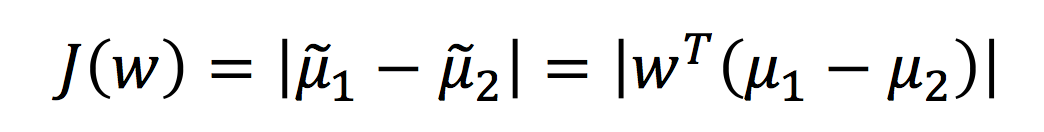 J(w) = |μ̃₁ − μ̃₂| = |wᵀ(μ₁ − μ₂)|